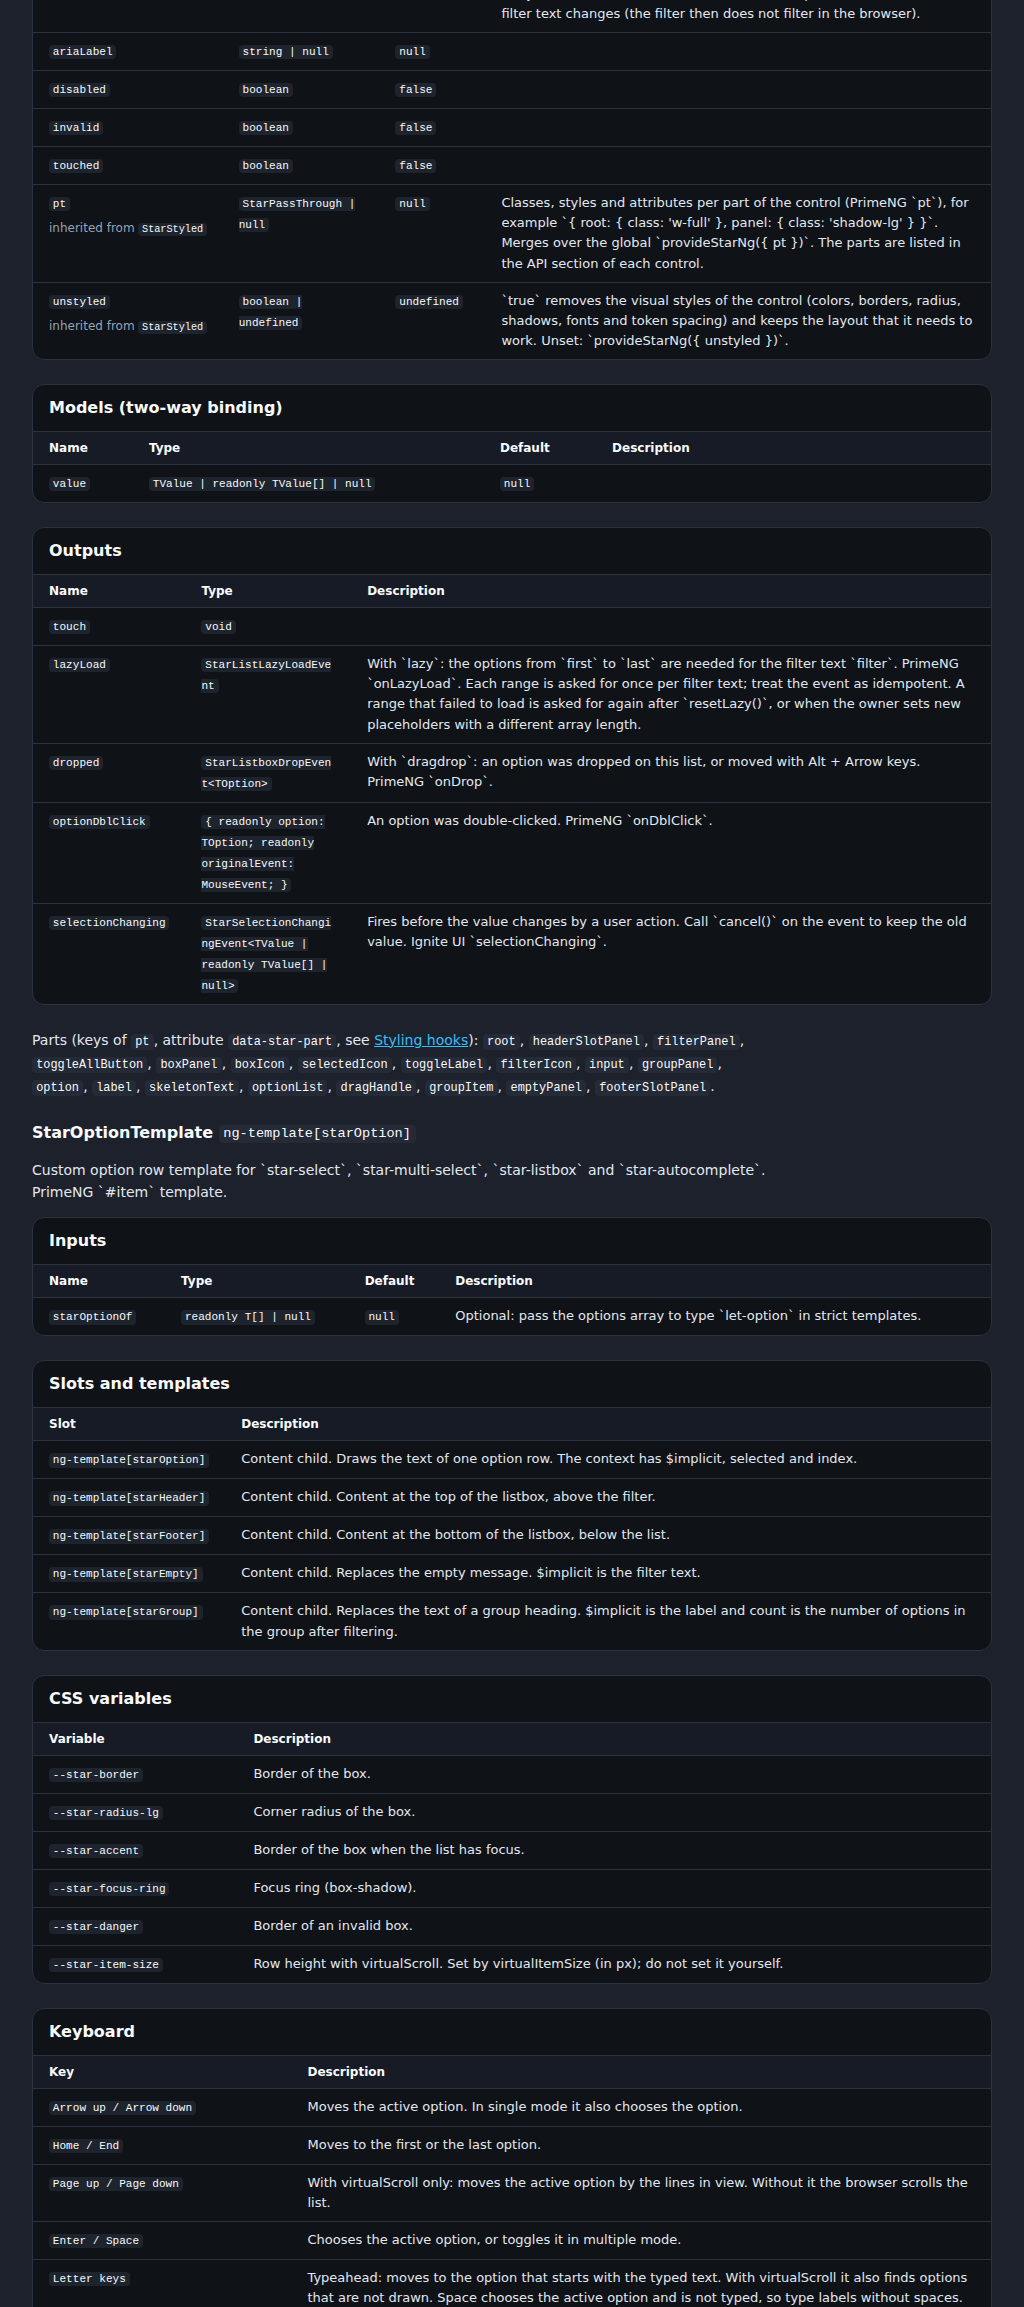 filter text changes (the filter then does not filter in the browser).
ariaLabel string | null null
disabled boolean false
invalid boolean false
touched boolean false
pt StarPassThrough | null Classes, styles and attributes per part of the control (PrimeNG `pt`), for
inherited from StarStyled null example `{ root: { class: 'w-full' }, panel: { class: 'shadow-lg' } }`.
Merges over the global `provideStarNg({ pt })`. The parts are listed in
the API section of each control.
unstyled boolean | undefined `true` removes the visual styles of the control (colors, borders, radius,
inherited from StarStyled undefined shadows, fonts and token spacing) and keeps the layout that it needs to
work. Unset: `provideStarNg({ unstyled })`.
Models (two-way binding)
Name Type Default Description
value TValue | readonly TValue[] | null null
Outputs
Name Type Description
touch void
lazyLoad StarListLazyLoadEve With `lazy`: the options from `first` to `last` are needed for the filter text `filter`. PrimeNG
nt `onLazyLoad`. Each range is asked for once per filter text; treat the event as idempotent. A
range that failed to load is asked for again after `resetLazy()`, or when the owner sets new
placeholders with a different array length.
dropped StarListboxDropEven With `dragdrop`: an option was dropped on this list, or moved with Alt + Arrow keys.
t<TOption> PrimeNG `onDrop`.
optionDblClick { readonly option: An option was double-clicked. PrimeNG `onDblClick`.
TOption; readonly
originalEvent:
MouseEvent; }
selectionChanging StarSelectionChangi Fires before the value changes by a user action. Call `cancel()` on the event to keep the old
ngEvent<TValue | value. Ignite UI `selectionChanging`.
readonly TValue[] |
null>
Parts (keys of pt, attribute data-star-part, see Styling hooks): root, headerSlotPanel, filterPanel,
toggleAllButton, boxPanel, boxIcon, selectedIcon, toggleLabel, filterIcon, input, groupPanel,
option, label, skeletonText, optionList, dragHandle, groupItem, emptyPanel, footerSlotPanel.
StarOptionTemplate ng-template[starOption]
Custom option row template for `star-select`, `star-multi-select`, `star-listbox` and `star-autocomplete`.
PrimeNG `#item` template.
Inputs
Name Type Default Description
starOptionOf readonly T[] | null null Optional: pass the options array to type `let-option` in strict templates.
Slots and templates
Slot Description
ng-template[starOption] Content child. Draws the text of one option row. The context has $implicit, selected and index.
ng-template[starHeader] Content child. Content at the top of the listbox, above the filter.
ng-template[starFooter] Content child. Content at the bottom of the listbox, below the list.
ng-template[starEmpty] Content child. Replaces the empty message. $implicit is the filter text.
ng-template[starGroup] Content child. Replaces the text of a group heading. $implicit is the label and count is the number of options in
the group after filtering.
CSS variables
Variable Description
--star-border Border of the box.
--star-radius-lg Corner radius of the box.
--star-accent Border of the box when the list has focus.
--star-focus-ring Focus ring (box-shadow).
--star-danger Border of an invalid box.
--star-item-size Row height with virtualScroll. Set by virtualItemSize (in px); do not set it yourself.
Keyboard
Key Description
Arrow up / Arrow down Moves the active option. In single mode it also chooses the option.
Home / End Moves to the first or the last option.
Page up / Page down With virtualScroll only: moves the active option by the lines in view. Without it the browser scrolls the
list.
Enter / Space Chooses the active option, or toggles it in multiple mode.
Letter keys Typeahead: moves to the option that starts with the typed text. With virtualScroll it also finds options
that are not drawn. Space chooses the active option and is not typed, so type labels without spaces.